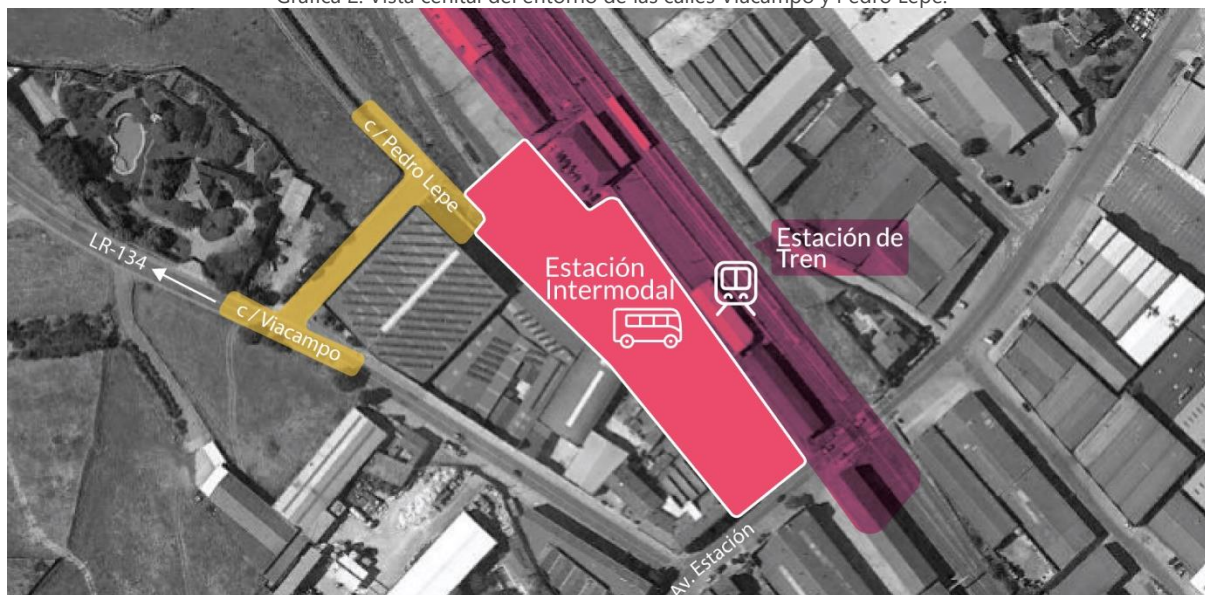 Gráfica 2. Vista cenital del entorno de las calles Viacampo y Pedro Lepe.
c / Pedro Lepe
LR-134
c / Viacampo
Estación
Intermodal
Estación de
Tren
Av. Estación